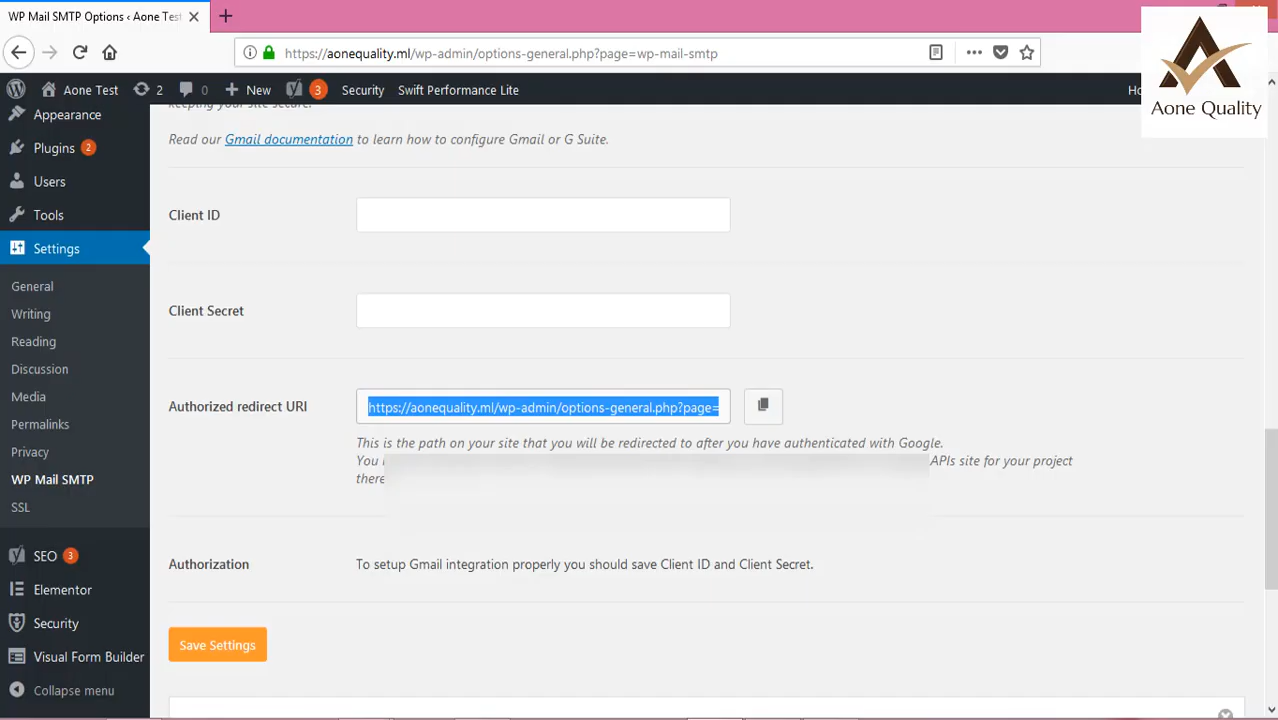 WP Mail SMTP Options ‹ Aone Tes
https://aonequality.ml/wp-admin/options-general.php?page=wp-mail-smtp
Aone Quality
Aone Test 2 0 New 3 Security Swift Performance Lite
keeping your site secure.
Appearance
Read our Gmail documentation to learn how to configure Gmail or G Suite.
Plugins 2
Users
Tools
Settings
General
Writing
Reading
Discussion
Media
Permalinks
Privacy
WP Mail SMTP
SSL
SEO 3
Elementor
Security
Visual Form Builder
Collapse menu
Client ID
Client Secret
Authorized redirect URI https://aonequality.ml/wp-admin/options-general.php?page=
This is the path on your site that you will be redirected to after you have authenticated with Google.
You APIs site for your project
there
Authorization To setup Gmail integration properly you should save Client ID and Client Secret.
Save Settings